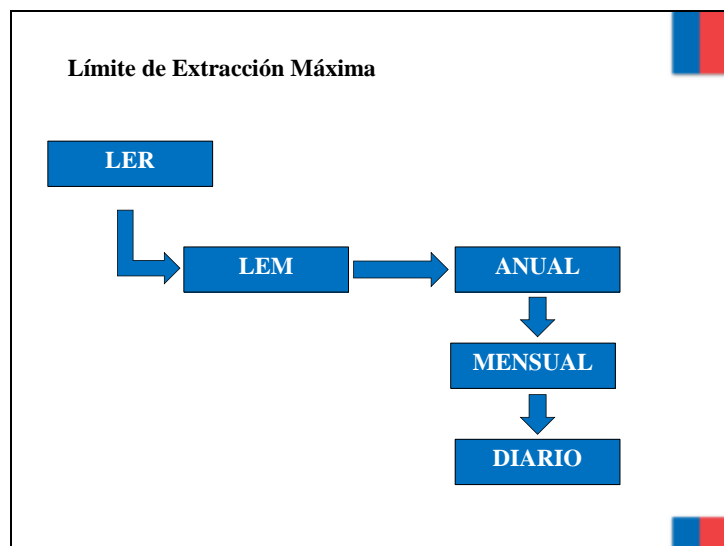 Límite de Extracción Máxima
LER
LEM
ANUAL
MENSUAL
DIARIO